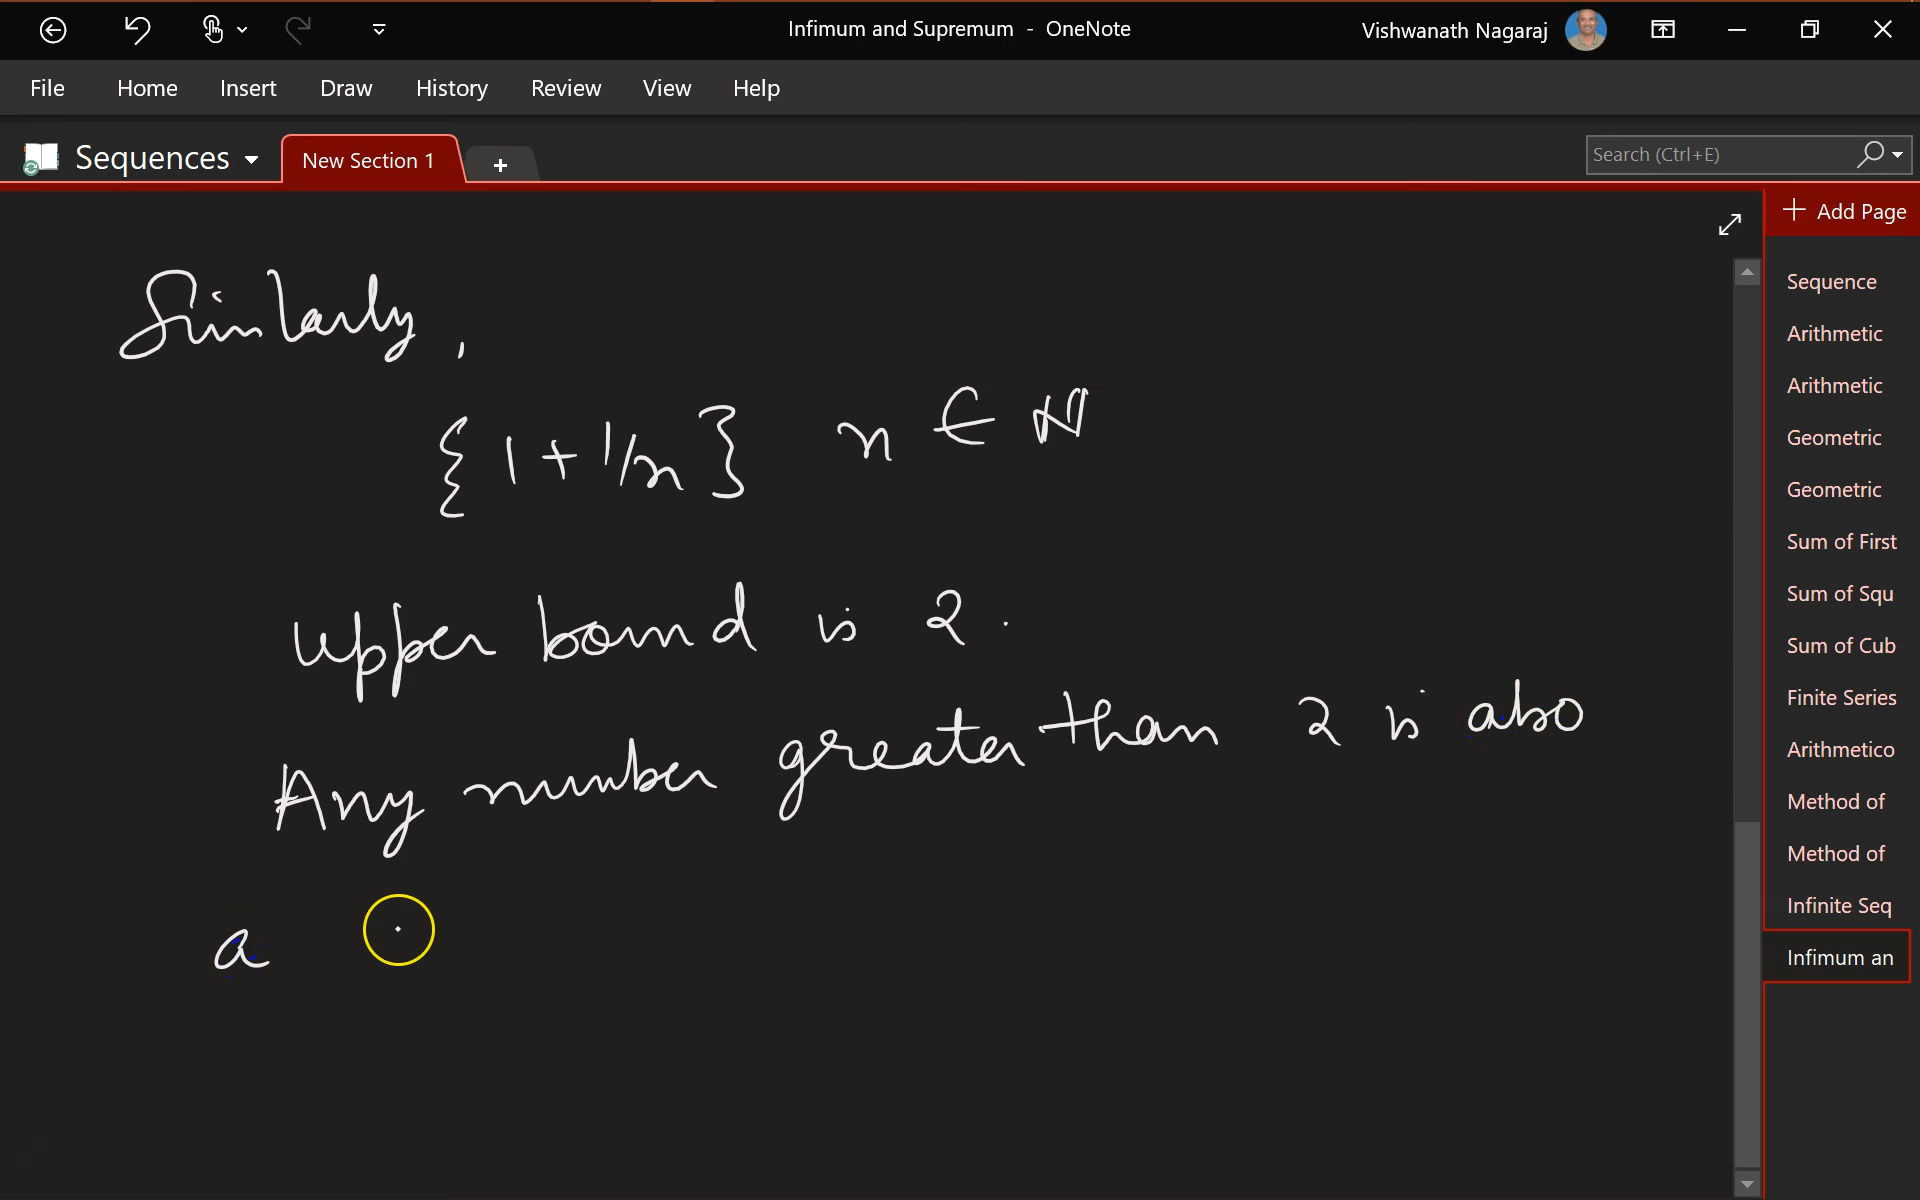 Infimum and Supremum - OneNote
Vishwanath Nagaraj
File Home Insert Draw History Review View Help
Sequences
New Section 1
+
Search (Ctrl+E)
+ Add Page
Similarly,
{ 1 + 1/n } n ∈ ℕ
upper bound is 2.
Any number greater than 2 is also
a
Sequence
Arithmetic
Arithmetic
Geometric
Geometric
Sum of First
Sum of Squ
Sum of Cub
Finite Series
Arithmetico
Method of
Method of
Infinite Seq
Infimum an